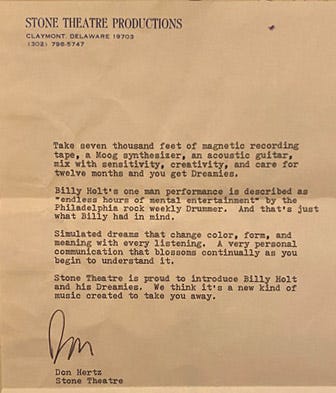 STONE THEATRE PRODUCTIONS
CLAYMONT, DELAWARE 19703
(302) 798-5747
Take seven thousand feet of magnetic recording
tape, a Moog synthesizer, an acoustic guitar,
mix with sensitivity, creativity, and care for
twelve months and you get Dreamies.
Billy Holt's one man performance is described as
"endless hours of mental entertainment" by the
Philadelphia rock weekly Drummer. And that's just
what Billy had in mind.
Simulated dreams that change color, form, and
meaning with every listening. A very personal
communication that blossoms continually as you
begin to understand it.
Stone Theatre is proud to introduce Billy Holt
and his Dreamies. We think it's a new kind of
music created to take you away.
Don
Don Hertz
Stone Theatre